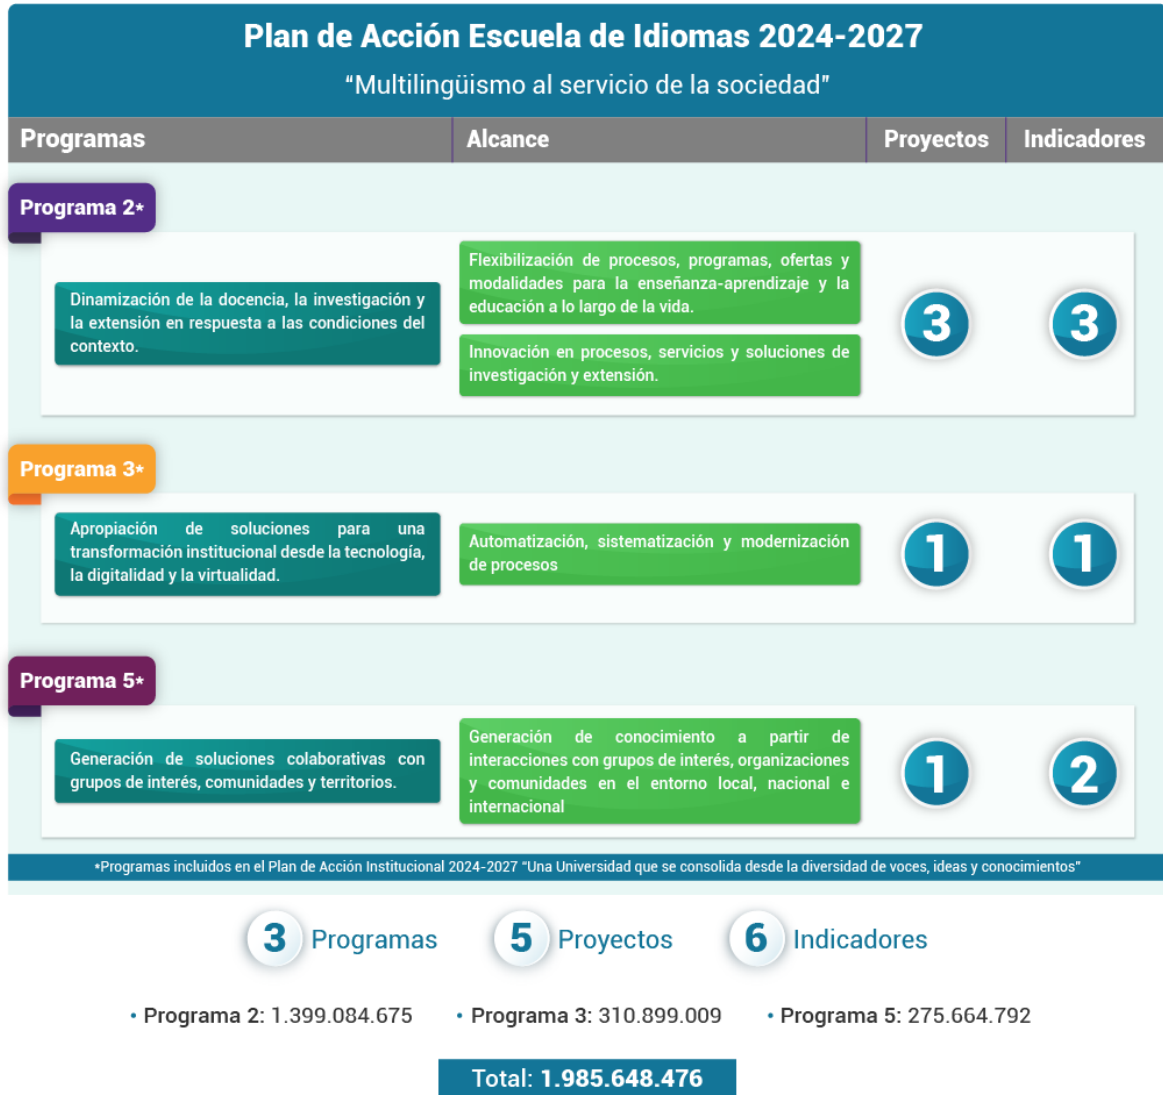 Plan de Acción Escuela de Idiomas 2024-2027
“Multilingüismo al servicio de la sociedad”
Programas Alcance Proyectos Indicadores
Programa 2*
Dinamización de la docencia, la investigación y
la extensión en respuesta a las condiciones del
contexto.
Flexibilización de procesos, programas, ofertas y
modalidades para la enseñanza-aprendizaje y la
educación a lo largo de la vida.
Innovación en procesos, servicios y soluciones de
investigación y extensión.
3 3
Programa 3*
Apropiación de soluciones para una
transformación institucional desde la tecnología,
la digitalidad y la virtualidad.
Automatización, sistematización y modernización
de procesos
1 1
Programa 5*
Generación de soluciones colaborativas con
grupos de interés, comunidades y territorios.
Generación de conocimiento a partir de
interacciones con grupos de interés, organizaciones
y comunidades en el entorno local, nacional e
internacional
1 2
*Programas incluidos en el Plan de Acción Institucional 2024-2027 “Una Universidad que se consolida desde la diversidad de voces, ideas y conocimientos”
3 Programas 5 Proyectos 6 Indicadores
• Programa 2: 1.399.084.675 • Programa 3: 310.899.009 • Programa 5: 275.664.792
Total: 1.985.648.476